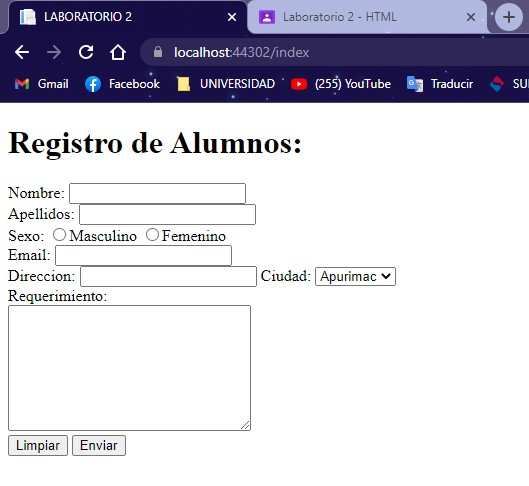 LABORATORIO 2
Laboratorio 2 - HTML
localhost:44302/index
Gmail Facebook UNIVERSIDAD (255) YouTube Traducir SU
Registro de Alumnos:
Nombre:
Apellidos:
Sexo: Masculino Femenino
Email:
Direccion: Ciudad: Apurimac
Requerimiento:
Limpiar Enviar